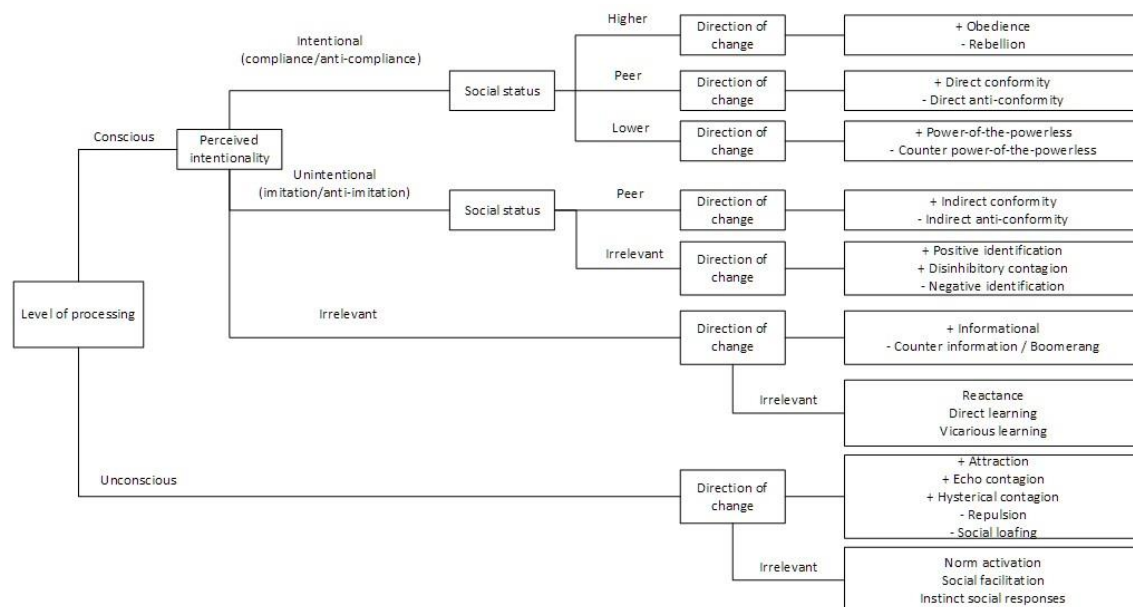 Higher
Direction of
change
+ Obedience
- Rebellion
Intentional
(compliance/anti-compliance)
Social status
Peer
Direction of
change
+ Direct conformity
- Direct anti-conformity
Lower
Direction of
change
+ Power-of-the-powerless
- Counter power-of-the-powerless
Conscious
Perceived
intentionality
Unintentional
(imitation/anti-imitation)
Social status
Peer
Direction of
change
+ Indirect conformity
- Indirect anti-conformity
Irrelevant
Direction of
change
+ Positive identification
+ Disinhibitory contagion
- Negative identification
Level of processing
Irrelevant
Direction of
change
+ Informational
- Counter information / Boomerang
Irrelevant
Reactance
Direct learning
Vicarious learning
Unconscious
Direction of
change
+ Attraction
+ Echo contagion
+ Hysterical contagion
- Repulsion
- Social loafing
Irrelevant
Norm activation
Social facilitation
Instinct social responses